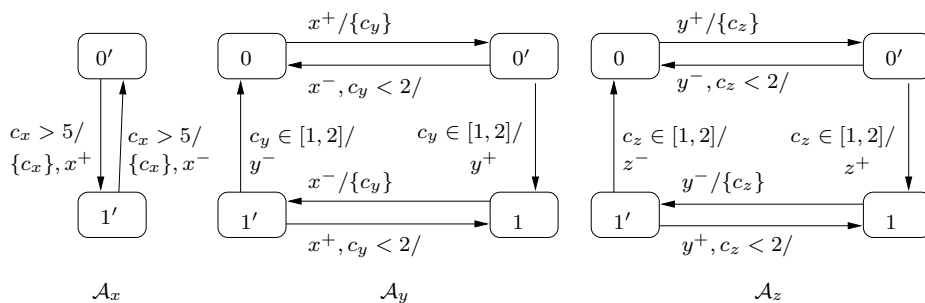 x⁺/{c_y}
y⁺/{c_z}
0′
0
0′
0
0′
x⁻, c_y < 2/
y⁻, c_z < 2/
c_x > 5/
{c_x}, x⁺
c_x > 5/
{c_x}, x⁻
c_y ∈ [1, 2]/
y⁻
c_y ∈ [1, 2]/
y⁺
c_z ∈ [1, 2]/
z⁻
c_z ∈ [1, 2]/
z⁺
x⁻/{c_y}
y⁻/{c_z}
1′
1′
1
1′
1
x⁺, c_y < 2/
y⁺, c_z < 2/
𝒜_x
𝒜_y
𝒜_z